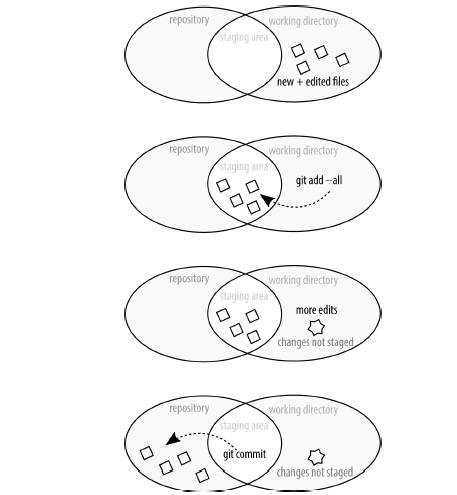 repository
working directory
staging area
new + edited files
repository
working directory
staging area
git add --all
repository
working directory
staging area
more edits
changes not staged
repository
working directory
staging area
git commit
changes not staged